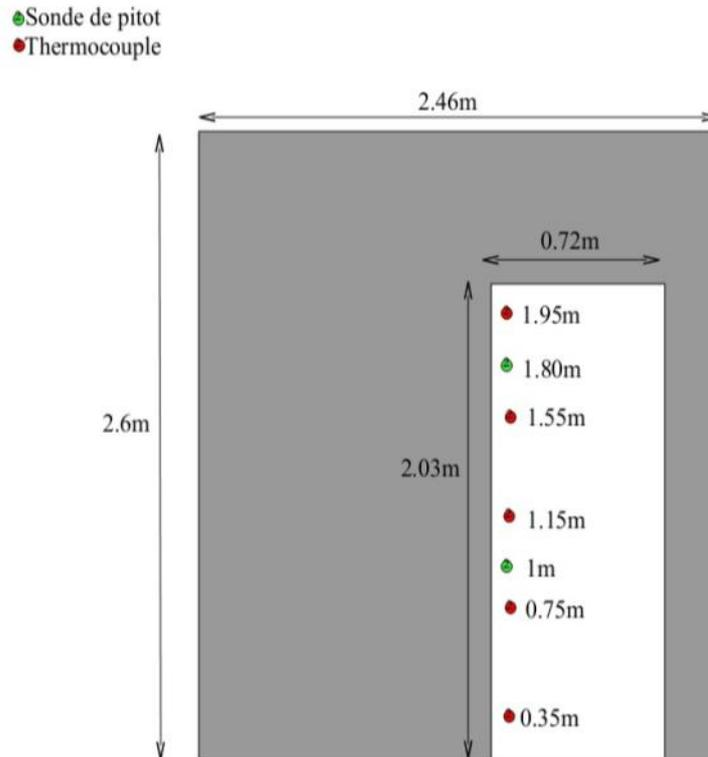 Sonde de pitot
Thermocouple
2.46m
0.72m
1.95m
1.80m
1.55m
2.6m
2.03m
1.15m
1m
0.75m
0.35m